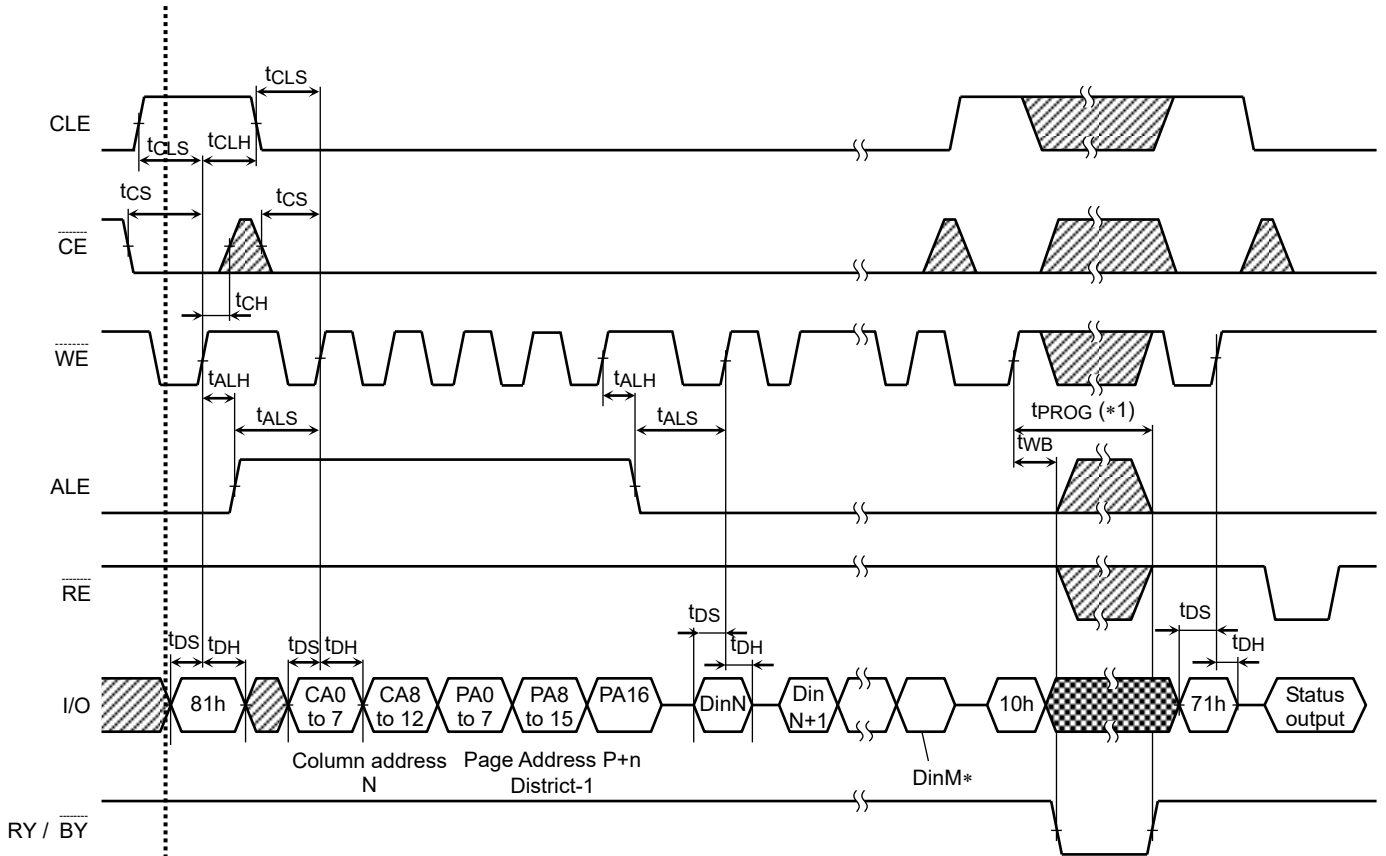 tCLS
CLE
tCLS
tCLH
tCS
tCS
CE
tCH
WE
tALH
tALH
tALS
tALS
tPROG (∗1)
tWB
ALE
RE
tDS
tDH
tDS
tDH
tDS
tDH
tDS
tDH
I/O
81h
CA0
to 7
CA8
to 12
PA0
to 7
PA8
to 15
PA16
DinN
Din
N+1
10h
71h
Status
output
Column address
N
Page Address P+n
District-1
DinM∗
RY / BY